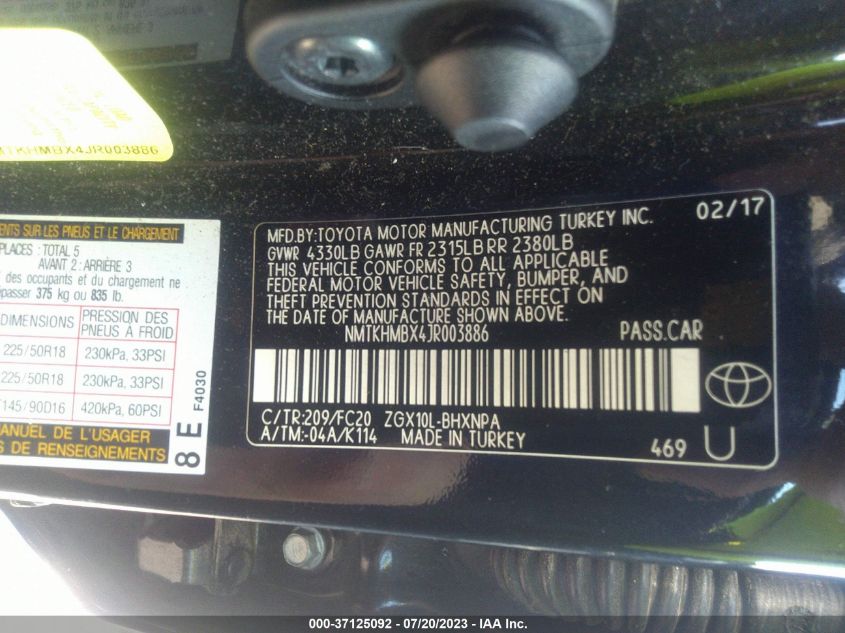 NMTKHMBX4JR003886
ENTS SUR LES PNEUS ET LE CHARGEMENT
PLACES : TOTAL 5
AVANT 2 : ARRIÈRE 3
des occupants et du chargement ne
passer 375 kg ou 835 lb.
DIMENSIONS PRESSION DES PNEUS À FROID
225/50R18 230kPa, 33PSI
225/50R18 230kPa, 33PSI
T145/90D16 420kPa, 60PSI
MANUEL DE L'USAGER
S DE RENSEIGNEMENTS
8 E F4030
MFD.BY:TOYOTA MOTOR MANUFACTURING TURKEY INC. 02/17
GVWR 4330LB GAWR FR 2315LB RR 2380LB
THIS VEHICLE CONFORMS TO ALL APPLICABLE
FEDERAL MOTOR VEHICLE SAFETY, BUMPER, AND
THEFT PREVENTION STANDARDS IN EFFECT ON
THE DATE OF MANUFACTURE SHOWN ABOVE.
NMTKHMBX4JR003886 PASS.CAR
C/TR:209/FC20 ZGX10L-BHXNPA
A/TM:-04A/K114 MADE IN TURKEY
469 U
000-37125092 - 07/20/2023 - IAA Inc.